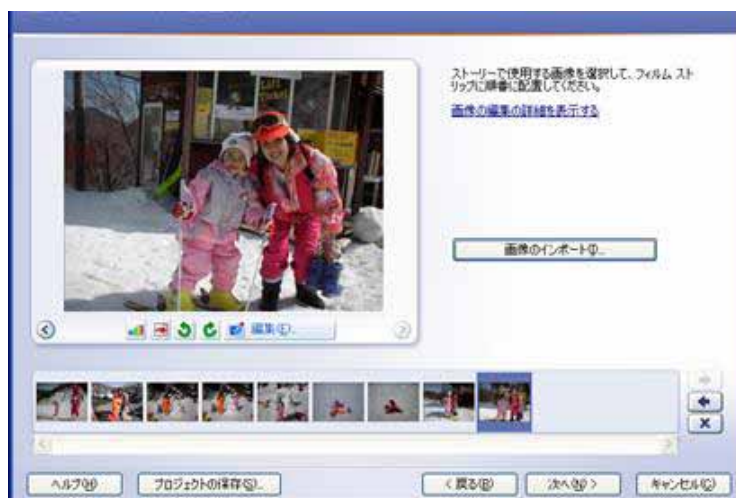 ストーリーで使用する画像を選択して、フィルム スト
リップに順番に配置してください。
画像の編集の詳細を表示する
画像のインポート(I)...
編集(E)...
ヘルプ(H)
プロジェクトの保存(S)...
< 戻る(B)
次へ(N) >
キャンセル(C)